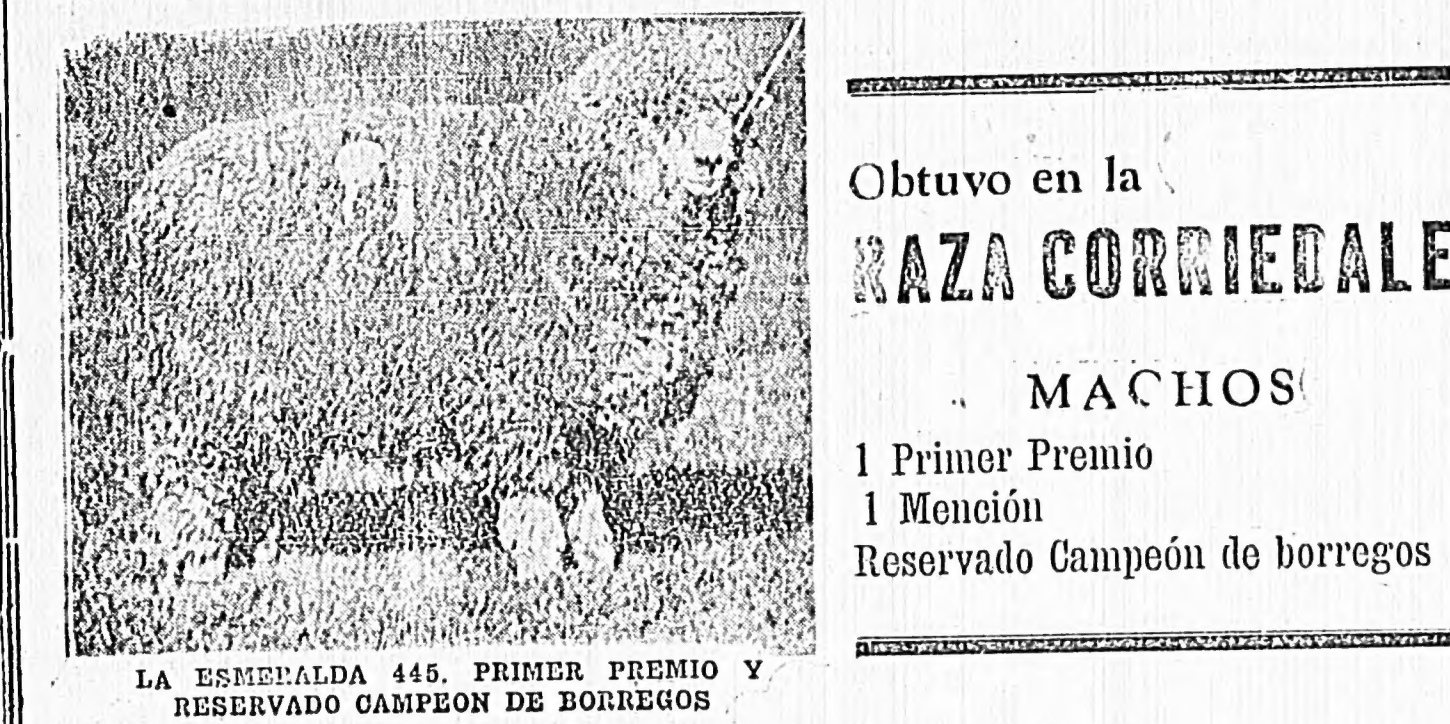 LA ESMERALDA 445, PRIMER PREMIO Y
RESERVADO CAMPEON DE BORREGOS
Obtuvo en la
RAZA CORRIEDALE
MACHOS
1 Primer Premio
1 Mención
Reservado Campeón de borregos